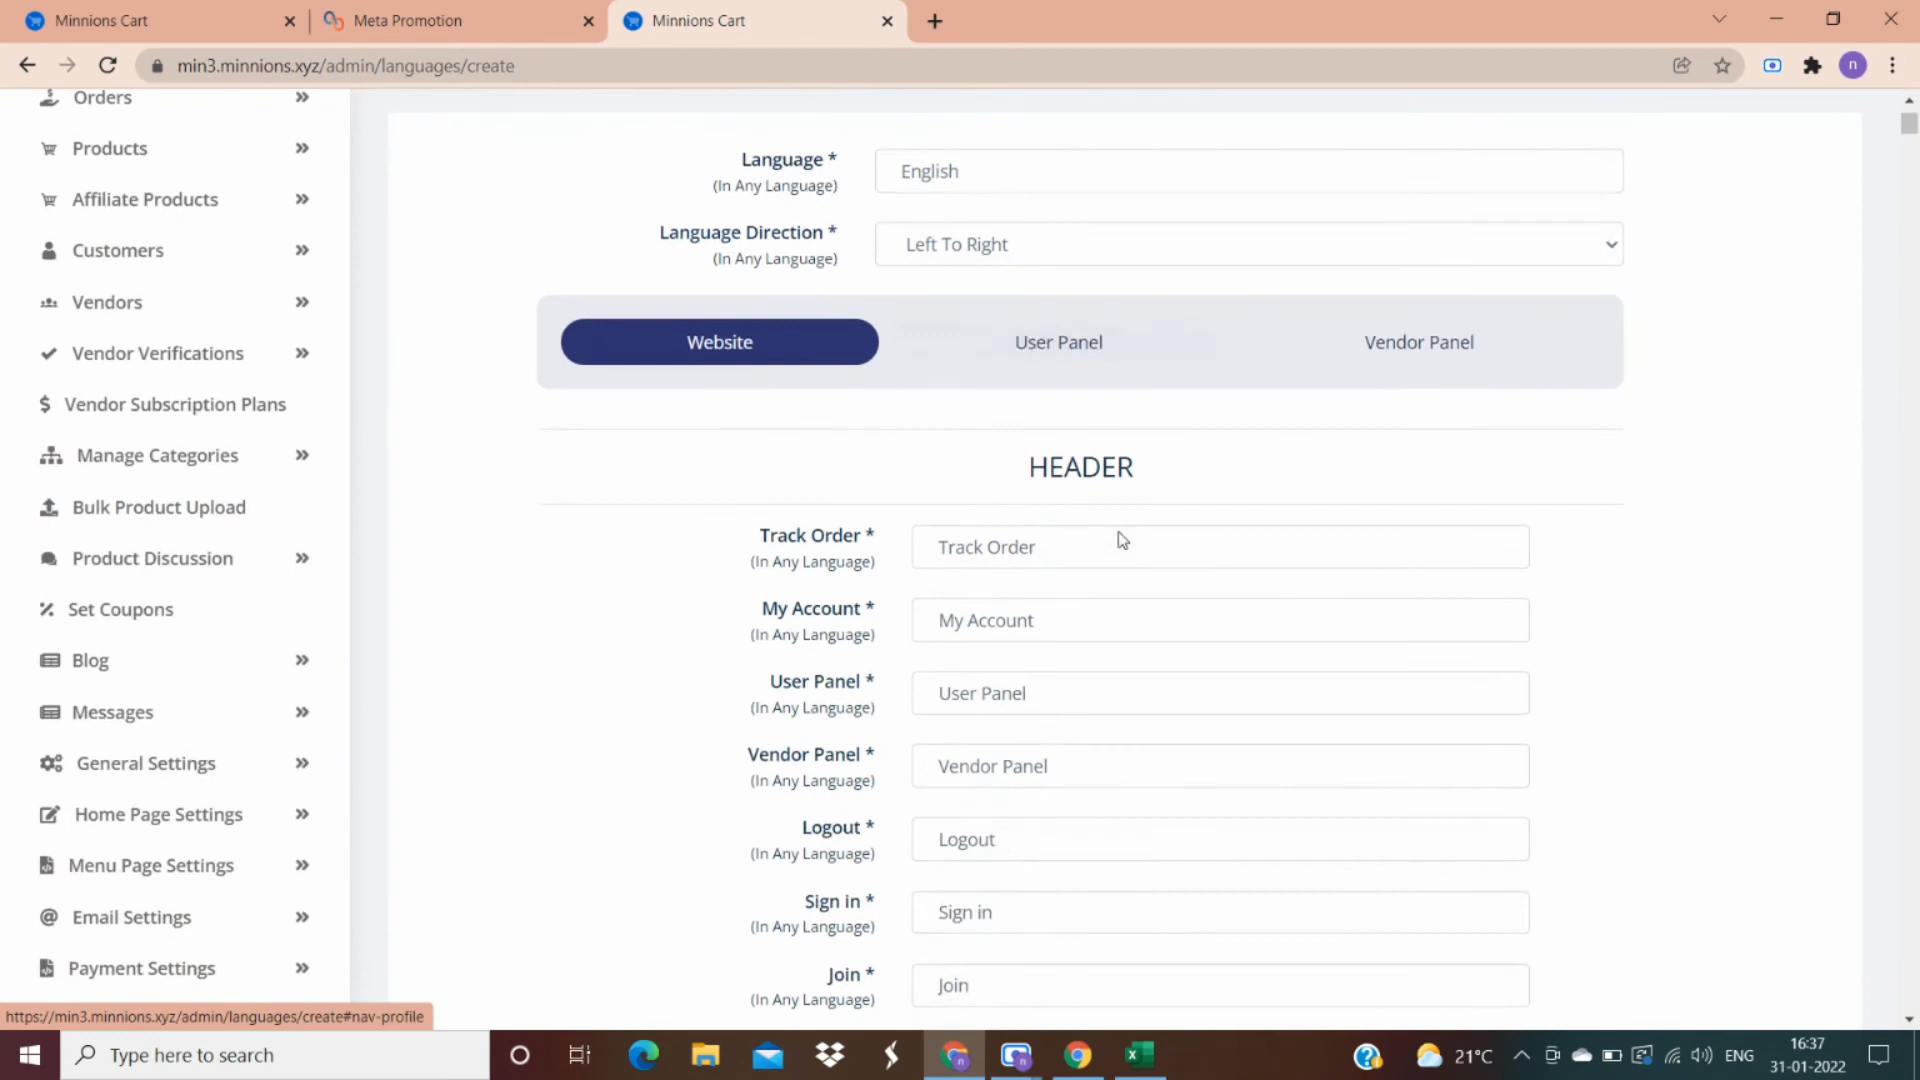 Minnions Cart
Meta Promotion
Minnions Cart
min3.minnions.xyz/admin/languages/create
n
Orders
Products
Affiliate Products
Customers
Vendors
Vendor Verifications
Vendor Subscription Plans
Manage Categories
Bulk Product Upload
Product Discussion
Set Coupons
Blog
Messages
General Settings
Home Page Settings
Menu Page Settings
Email Settings
Payment Settings
Language *
(In Any Language)
English
Language Direction *
(In Any Language)
Left To Right
Website User Panel Vendor Panel
HEADER
Track Order *
(In Any Language)
Track Order
My Account *
(In Any Language)
My Account
User Panel *
(In Any Language)
User Panel
Vendor Panel *
(In Any Language)
Vendor Panel
Logout *
(In Any Language)
Logout
Sign in *
(In Any Language)
Sign in
Join *
(In Any Language)
Join
https://min3.minnions.xyz/admin/languages/create#nav-profile
Type here to search
21°C
ENG
16:37
31-01-2022